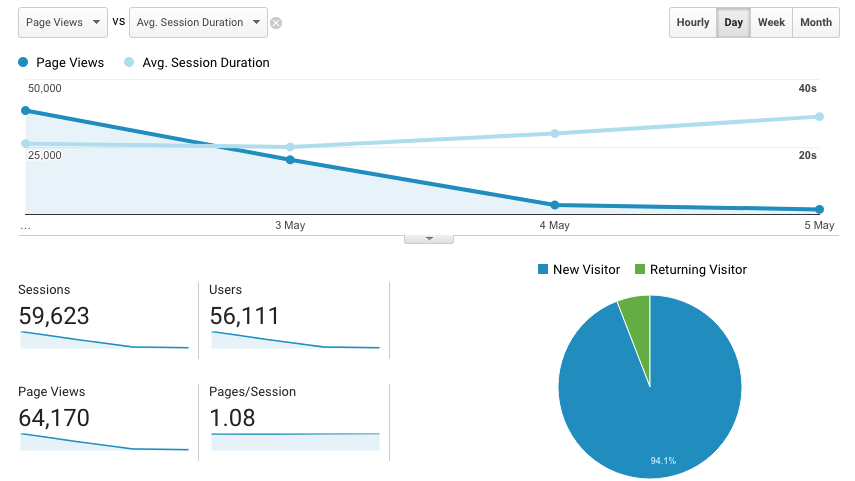 Page Views vs Avg. Session Duration Hourly Day Week Month
Page Views Avg. Session Duration
50,000 40s
25,000 20s
... 3 May 4 May 5 May
New Visitor Returning Visitor
Sessions Users
59,623 56,111
Page Views Pages/Session
64,170 1.08
94.1%